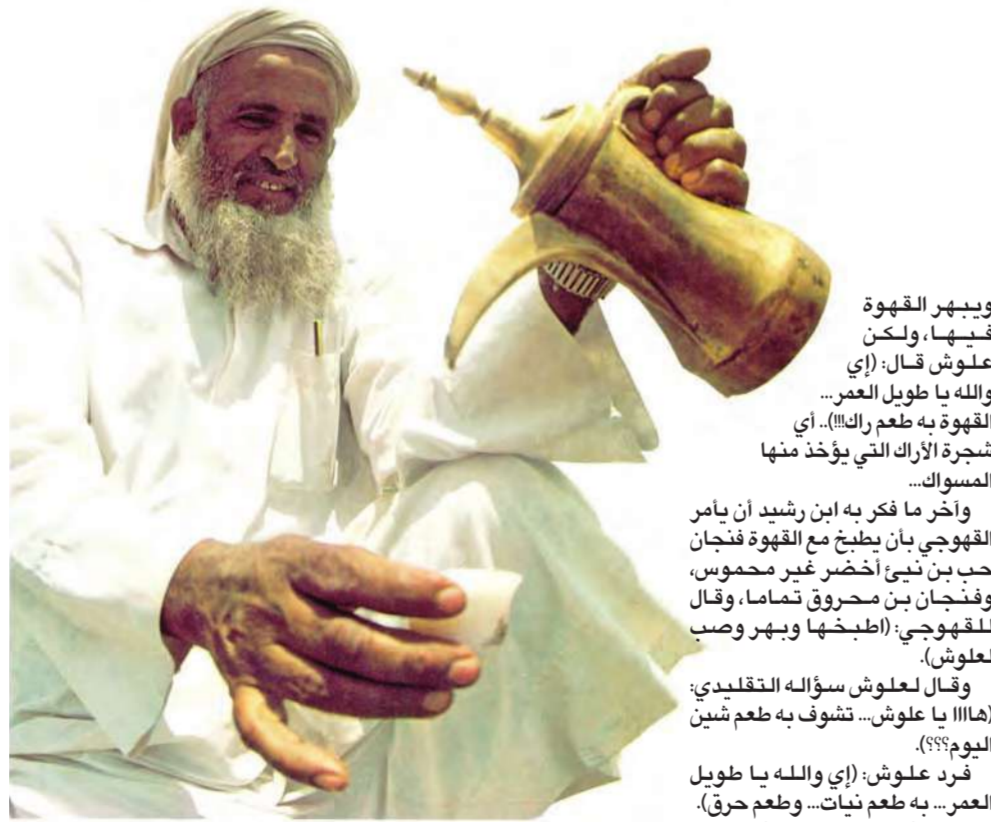 ويبهر القهوة
فيها، ولكن
علوش قال: (إي
والله يا طويل العمر...
القهوة به طعم راك!!!).. أي
شجرة الأراك التي يؤخذ منها
المسواك...
وآخر ما فكر به ابن رشيد أن يأمر
القهوجي بأن يطبخ مع القهوة فنجان
حب بن نيئ أخضر غير محموس،
وفنجان بن محروق تماما، وقال
للقهوجي: (اطبخها وبهر وصب
لعلوش).
وقال لعلوش سؤاله التقليدي:
(هاااا يا علوش... تشوف به طعم شين
اليوم؟؟؟).
فرد علوش: (إي والله يا طويل
العمر... به طعم نيات... وطعم حرق).